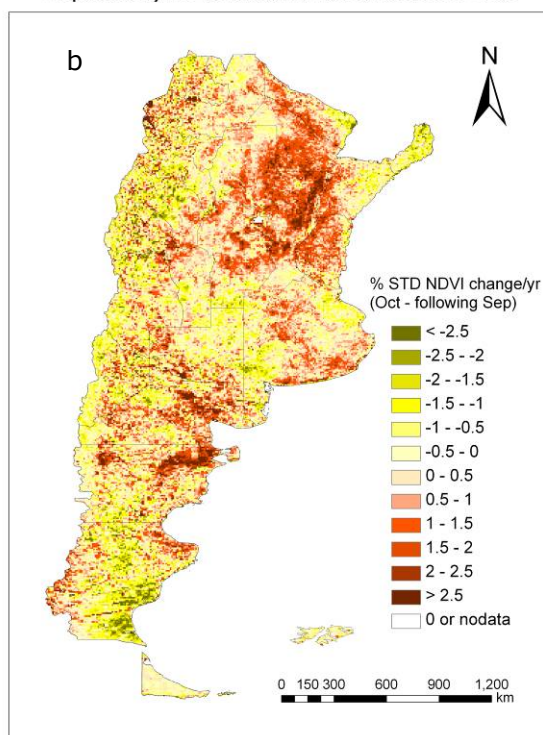 b
N
% STD NDVI change/yr
(Oct - following Sep)
< -2.5
-2.5 - -2
-2 - -1.5
-1.5 - -1
-1 - -0.5
-0.5 - 0
0 - 0.5
0.5 - 1
1 - 1.5
1.5 - 2
2 - 2.5
> 2.5
0 or nodata
0 150 300 600 900 1,200
km